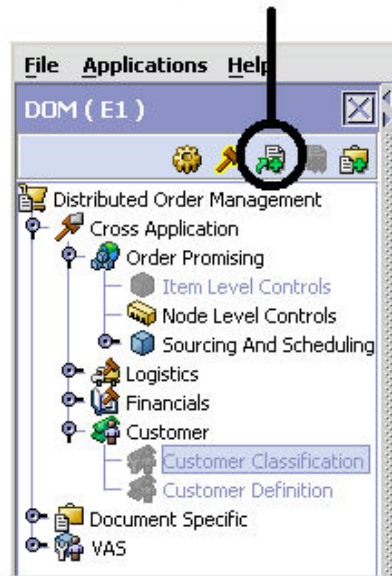 File Applications Help
DOM ( E1 )
Distributed Order Management
Cross Application
Order Promising
Item Level Controls
Node Level Controls
Sourcing And Scheduling
Logistics
Financials
Customer
Customer Classification
Customer Definition
Document Specific
VAS